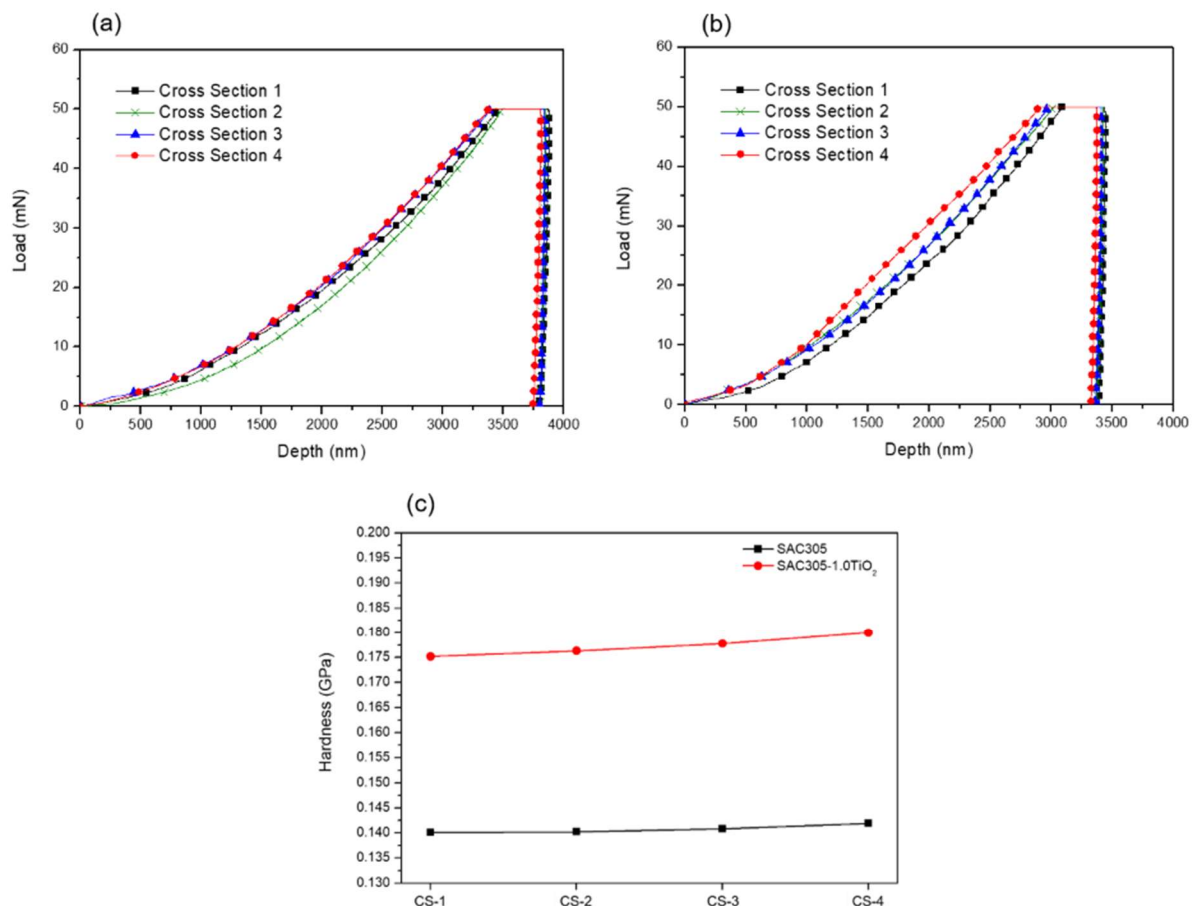 (a)
60
50
40
30
20
10
0
Load (mN)
Cross Section 1
Cross Section 2
Cross Section 3
Cross Section 4
0 500 1000 1500 2000 2500 3000 3500 4000
Depth (nm)
(b)
60
50
40
30
20
10
0
Load (mN)
Cross Section 1
Cross Section 2
Cross Section 3
Cross Section 4
0 500 1000 1500 2000 2500 3000 3500 4000
Depth (nm)
(c)
0.200
0.195
0.190
0.185
0.180
0.175
0.170
0.165
0.160
0.155
0.150
0.145
0.140
0.135
0.130
Hardness (GPa)
SAC305
SAC305-1.0TiO₂
CS-1 CS-2 CS-3 CS-4